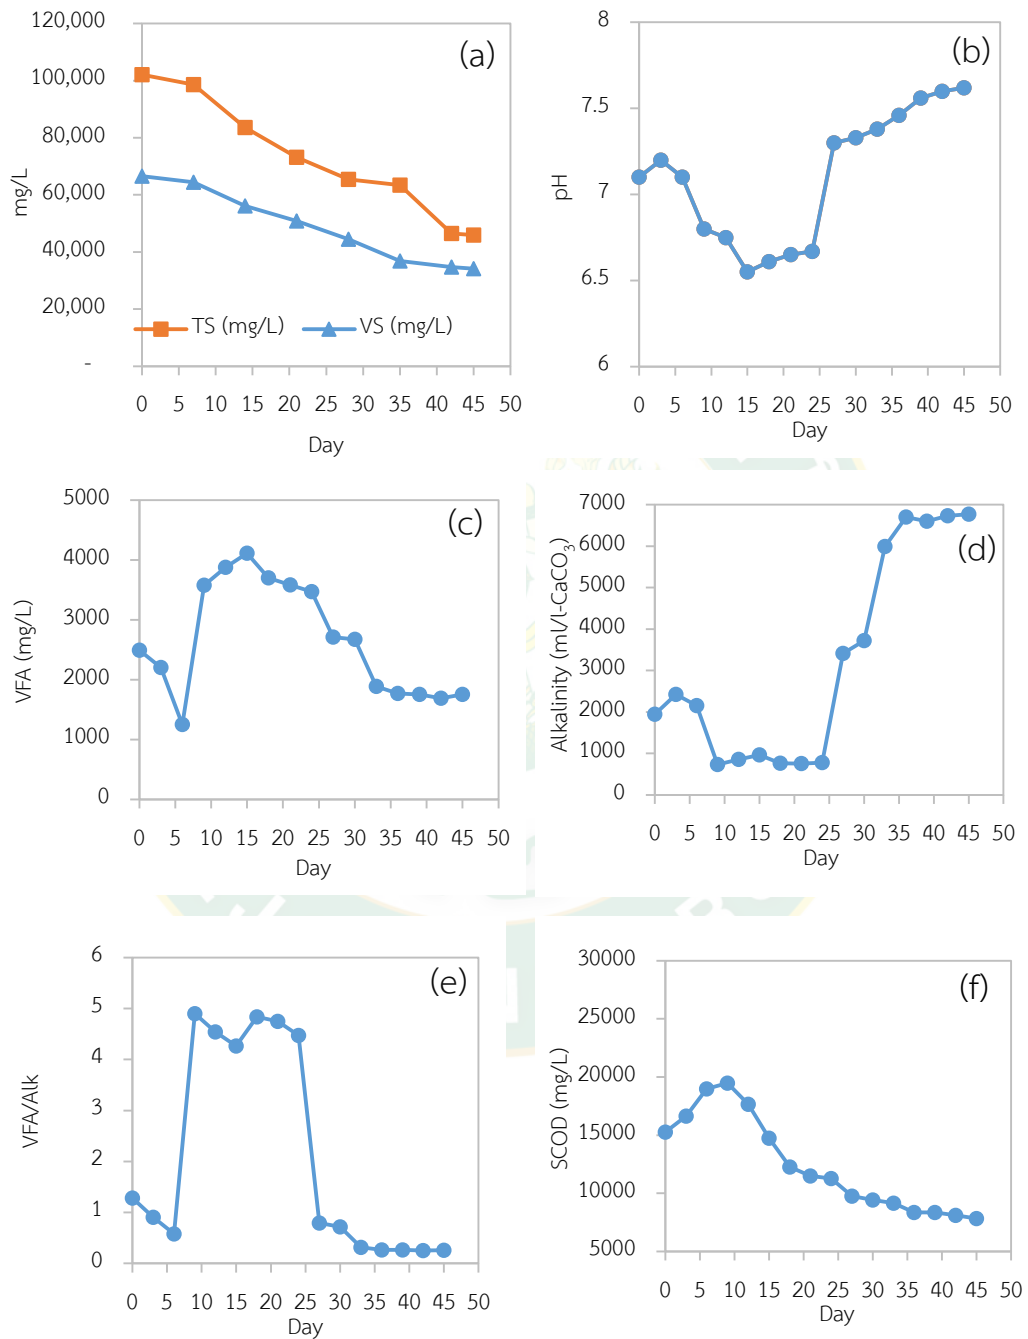 (a)
120,000
100,000
80,000
60,000
40,000
20,000
-
mg/L
TS (mg/L) VS (mg/L)
0 5 10 15 20 25 30 35 40 45 50
Day
(b)
8
7.5
7
6.5
6
pH
0 5 10 15 20 25 30 35 40 45 50
Day
(c)
5000
4000
3000
2000
1000
0
VFA (mg/L)
0 5 10 15 20 25 30 35 40 45 50
Day
(d)
7000
6000
5000
4000
3000
2000
1000
0
Alkalinity (ml/l-CaCO₃)
0 5 10 15 20 25 30 35 40 45 50
Day
(e)
6
5
4
3
2
1
0
VFA/Alk
0 5 10 15 20 25 30 35 40 45 50
Day
(f)
30000
25000
20000
15000
10000
5000
SCOD (mg/L)
0 5 10 15 20 25 30 35 40 45 50
Day